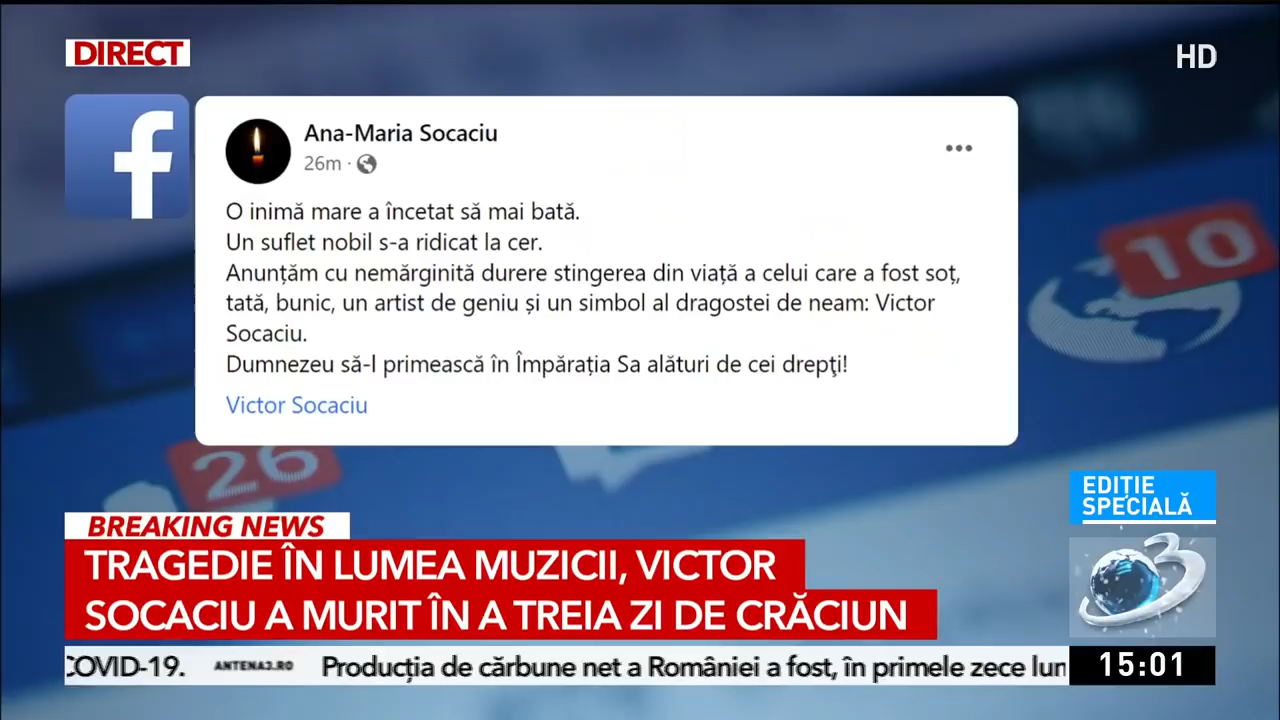 DIRECT
HD
f
Ana-Maria Socaciu
26m ·
O inimă mare a încetat să mai bată.
Un suflet nobil s-a ridicat la cer.
Anunțăm cu nemărginită durere stingerea din viață a celui care a fost soț,
tată, bunic, un artist de geniu și un simbol al dragostei de neam: Victor
Socaciu.
Dumnezeu să-l primească în Împărația Sa alături de cei drepţi!
Victor Socaciu
10
26
EDIȚIE
SPECIALĂ
3
BREAKING NEWS
TRAGEDIE ÎN LUMEA MUZICII, VICTOR
SOCACIU A MURIT ÎN A TREIA ZI DE CRĂCIUN
COVID-19. ANTENA3.RO Producția de cărbune net a României a fost, în primele zece lun
15:01